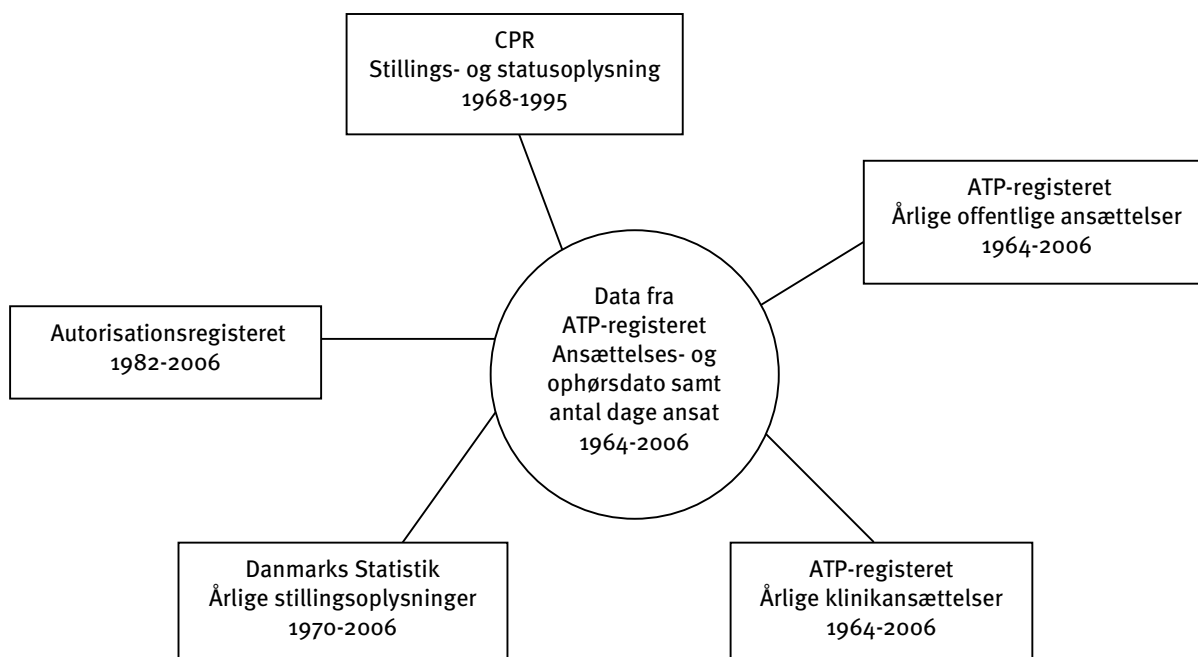 CPR
Stillings- og statusoplysning
1968-1995
ATP-registeret
Årlige offentlige ansættelser
1964-2006
Autorisationsregisteret
1982-2006
Data fra
ATP-registeret
Ansættelses- og
ophørsdato samt
antal dage ansat
1964-2006
Danmarks Statistik
Årlige stillingsoplysninger
1970-2006
ATP-registeret
Årlige klinikansættelser
1964-2006